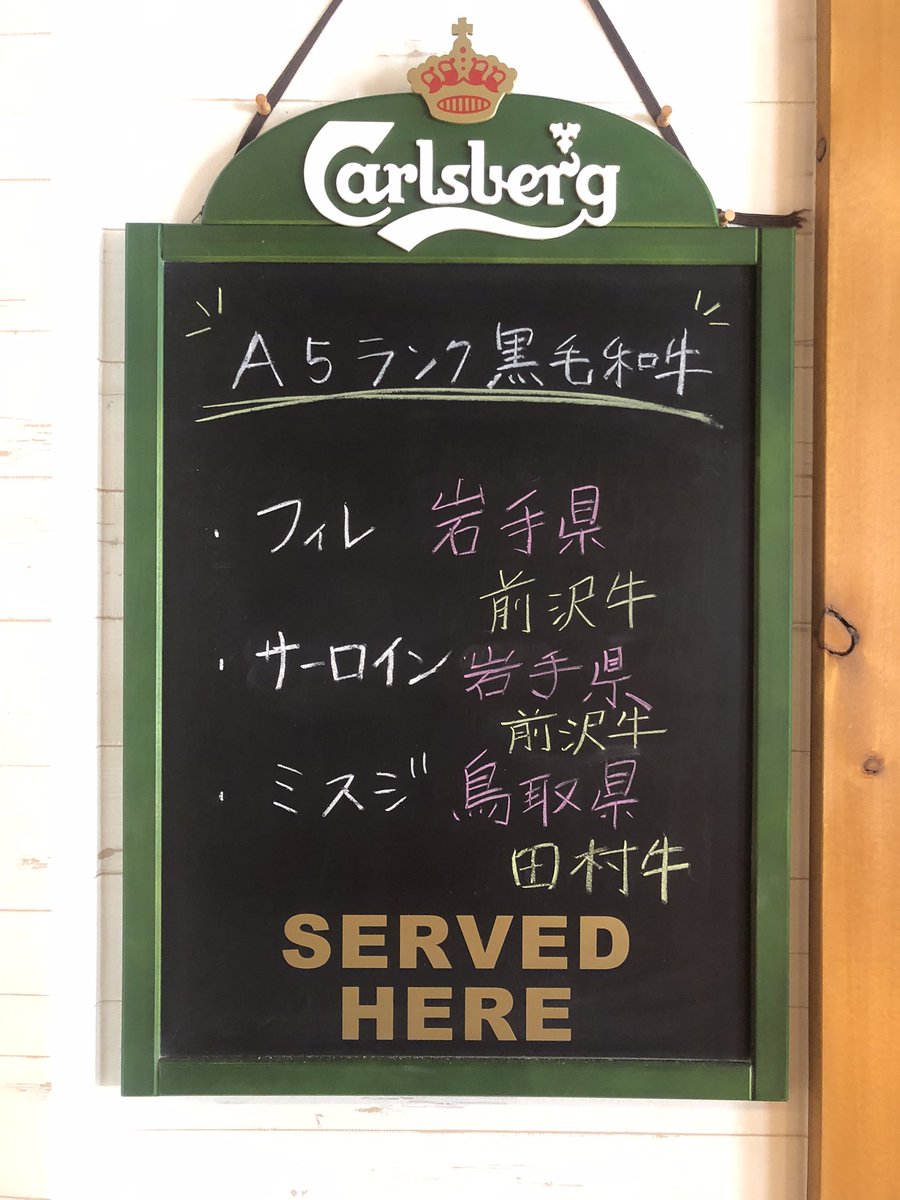 Carlsberg
A5ランク黒毛和牛
・フィレ 岩手県
前沢牛
・サーロイン 岩手県
前沢牛
・ミスジ 鳥取県
田村牛
SERVED
HERE